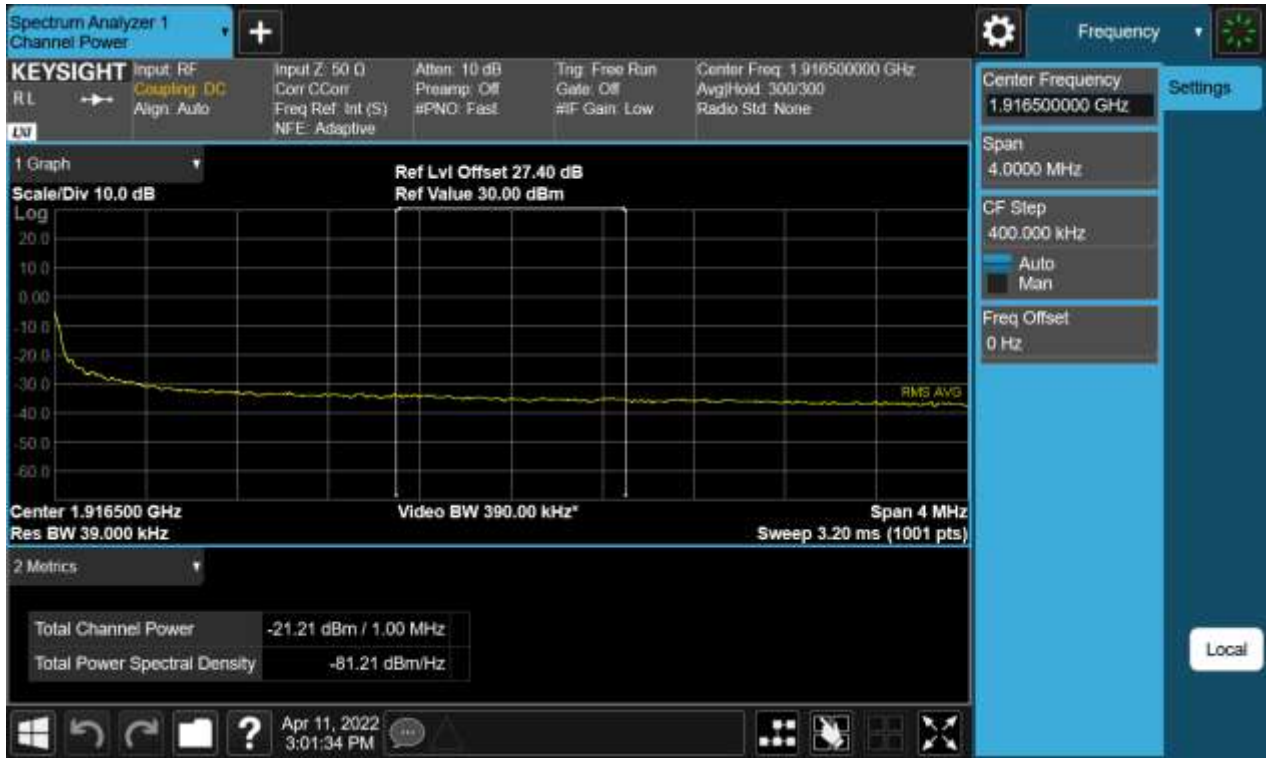 Spectrum Analyzer 1
Channel Power
+
Frequency
KEYSIGHT
RL
LXI
Input: RF
Coupling: DC
Align: Auto
Input Z: 50 Ω
Corr CCorr
Freq Ref: Int (S)
NFE: Adaptive
Atten: 10 dB
Preamp: Off
#PNO: Fast
Trig: Free Run
Gate: Off
#IF Gain: Low
Center Freq: 1.916500000 GHz
Avg|Hold: 300/300
Radio Std: None
Center Frequency
1.916500000 GHz
Settings
Span
4.0000 MHz
CF Step
400.000 kHz
Auto
Man
Freq Offset
0 Hz
1 Graph
Scale/Div 10.0 dB
Ref Lvl Offset 27.40 dB
Ref Value 30.00 dBm
Log
20.0
10.0
0.00
-10.0
-20.0
-30.0
-40.0
-50.0
-60.0
RMS AVG
Center 1.916500 GHz
Video BW 390.00 kHz*
Span 4 MHz
Res BW 39.000 kHz
Sweep 3.20 ms (1001 pts)
2 Metrics
Total Channel Power -21.21 dBm / 1.00 MHz
Total Power Spectral Density -81.21 dBm/Hz
Local
?
Apr 11, 2022
3:01:34 PM